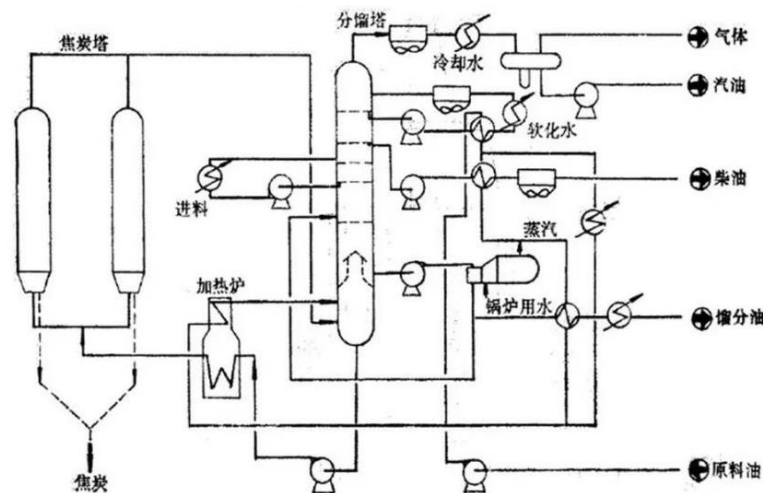 分馏塔
焦炭塔
冷却水
气体
汽油
软化水
进料
柴油
蒸汽
加热炉
锅炉用水
馏分油
焦炭
原料油